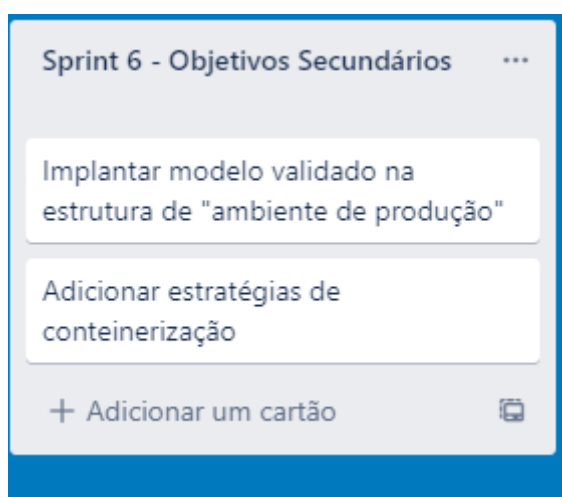 Sprint 6 - Objetivos Secundários
Implantar modelo validado na
estrutura de "ambiente de produção"
Adicionar estratégias de
conteinerização
Adicionar um cartão